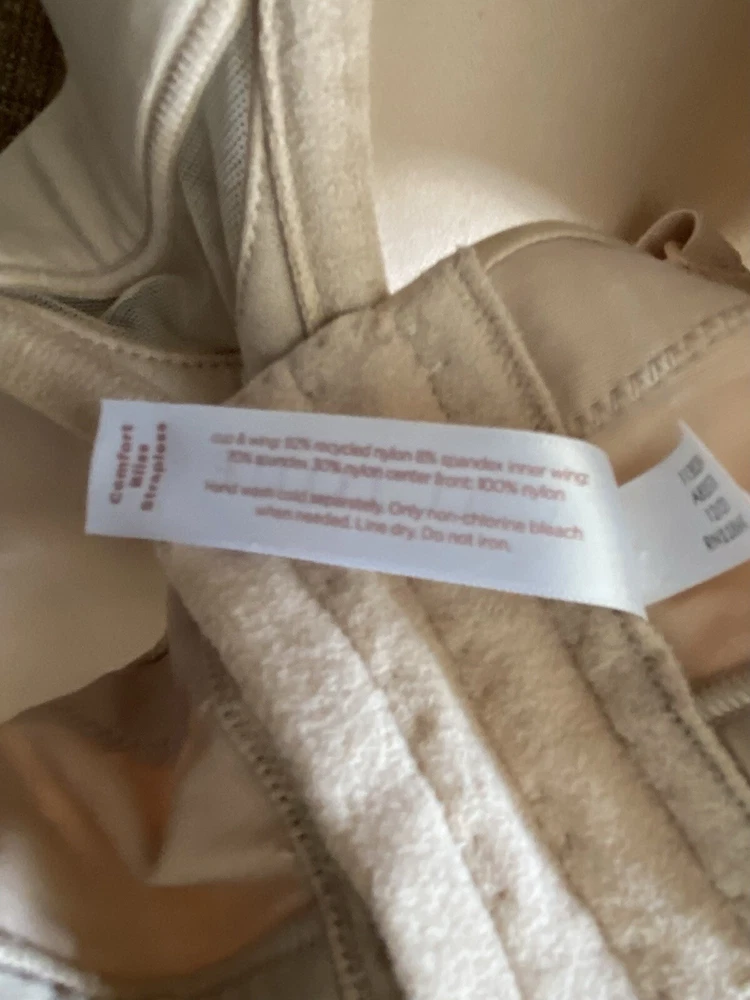 Comfort
Bliss
Strapless
cup & wing: 92% recycled nylon 8% spandex inner wing:
70% spandex 30% nylon center front: 100% nylon
Hand wash cold separately. Only non-chlorine bleach
when needed. Line dry. Do not iron.